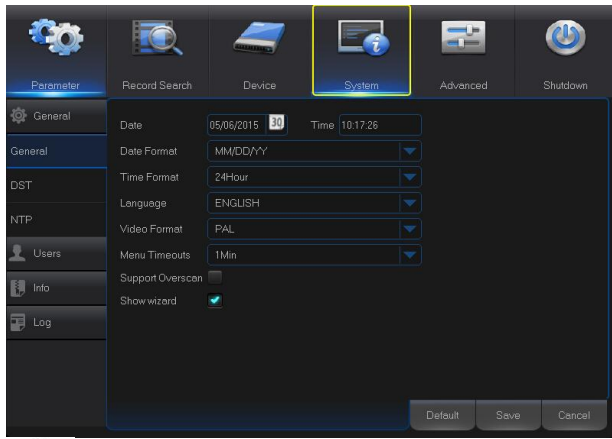 Parameter
Record Search
Device
System
Advanced
Shutdown
General
General
DST
NTP
Users
Info
Log
Date 05/06/2015 30 Time 10:17:26
Date Format MM/DD/YY
Time Format 24Hour
Language ENGLISH
Video Format PAL
Menu Timeouts 1Min
Support Overscan
Show wizard
Default Save Cancel